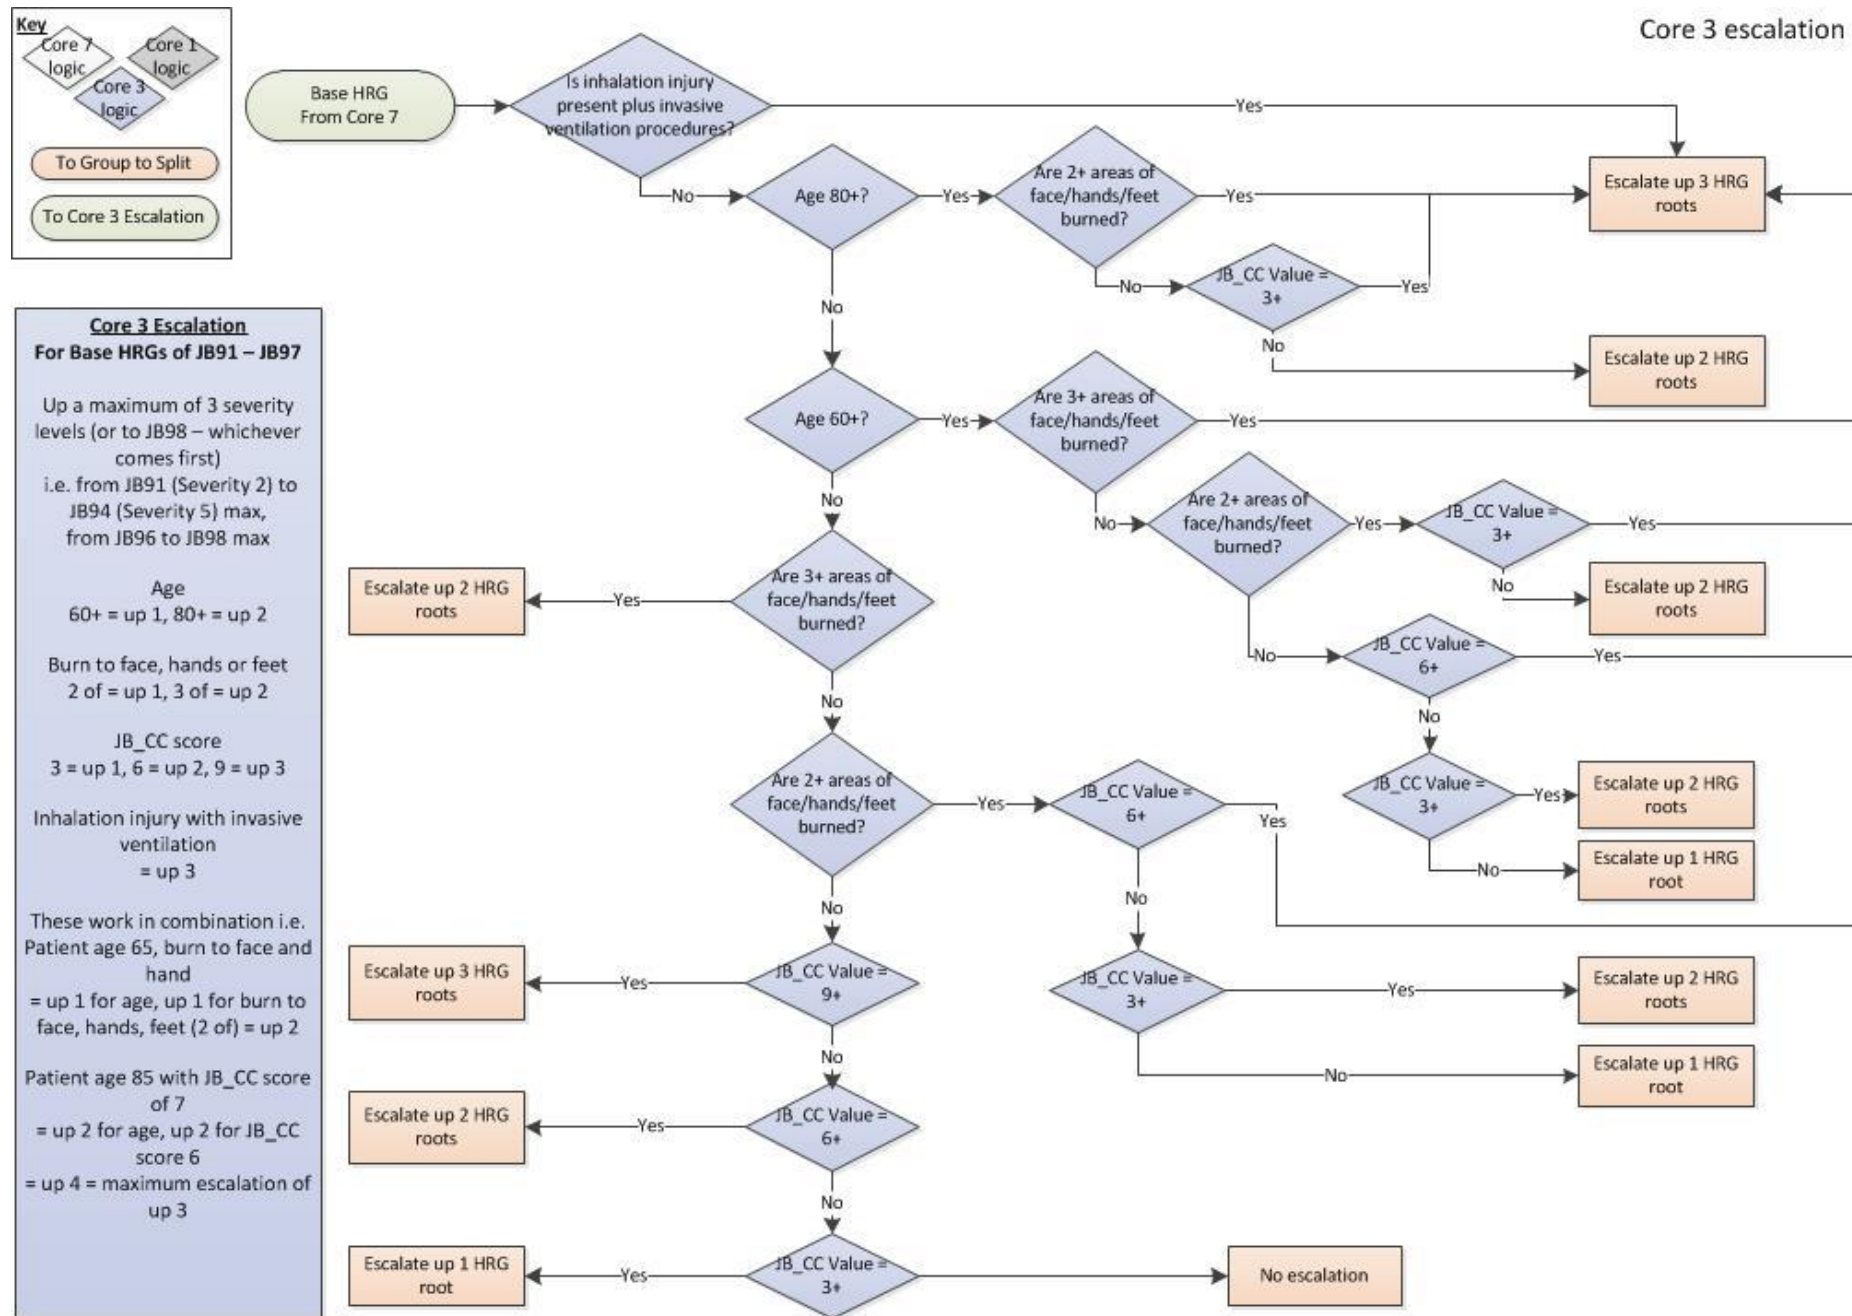 Key
Core 7
logic
Core 1
logic
Core 3
logic
To Group to Split
To Core 3 Escalation
Core 3 escalation
Base HRG
From Core 7
Is inhalation injury
present plus invasive
ventilation procedures?
Yes
No
Age 80+?
Yes
Are 2+ areas of
face/hands/feet
burned?
Yes
Escalate up 3 HRG
roots
No
JB_CC Value =
3+
Yes
No
Escalate up 2 HRG
roots
No
Age 60+?
Yes
Are 3+ areas of
face/hands/feet
burned?
Yes
No
Are 2+ areas of
face/hands/feet
burned?
Yes
JB_CC Value =
3+
Yes
No
Escalate up 2 HRG
roots
No
JB_CC Value =
6+
Yes
No
JB_CC Value =
3+
Yes
Escalate up 2 HRG
roots
No
Escalate up 1 HRG
root
No
Are 3+ areas of
face/hands/feet
burned?
Yes
Escalate up 2 HRG
roots
No
Are 2+ areas of
face/hands/feet
burned?
Yes
JB_CC Value =
6+
Yes
No
JB_CC Value =
3+
Yes
Escalate up 2 HRG
roots
No
Escalate up 1 HRG
root
No
JB_CC Value =
9+
Yes
Escalate up 3 HRG
roots
No
JB_CC Value =
6+
Yes
Escalate up 2 HRG
roots
No
JB_CC Value =
3+
Yes
Escalate up 1 HRG
root
No escalation
Core 3 Escalation
For Base HRGs of JB91 – JB97
Up a maximum of 3 severity
levels (or to JB98 – whichever
comes first)
i.e. from JB91 (Severity 2) to
JB94 (Severity 5) max,
from JB96 to JB98 max
Age
60+ = up 1, 80+ = up 2
Burn to face, hands or feet
2 of = up 1, 3 of = up 2
JB_CC score
3 = up 1, 6 = up 2, 9 = up 3
Inhalation injury with invasive
ventilation
= up 3
These work in combination i.e.
Patient age 65, burn to face and
hand
= up 1 for age, up 1 for burn to
face, hands, feet (2 of) = up 2
Patient age 85 with JB_CC score
of 7
= up 2 for age, up 2 for JB_CC
score 6
= up 4 = maximum escalation of
up 3